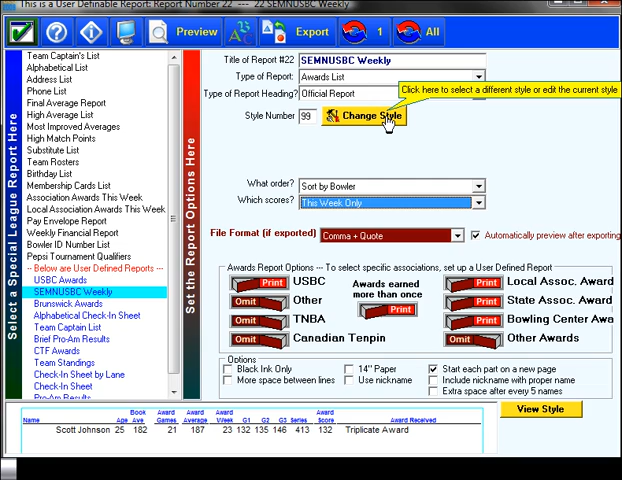 This is a User Definable Report: Report Number 22 --- 22 SEMNUSBC Weekly
Preview
Export
1
All
Select a Special League Report Here
Team Captain's List
Alphabetical List
Address List
Phone List
Final Average Report
High Average List
Most Improved Averages
High Match Points
Substitute List
Team Rosters
Birthday List
Membership Cards List
Association Awards This Week
Local Association Awards This Week
Pay Envelope Report
Weekly Financial Report
Bowler ID Number List
Pepsi Tournament Qualifiers
-- Below are User Defined Reports --
USBC Awards
SEMNUSBC Weekly
Brunswick Awards
Alphabetical Check-In Sheet
Team Captain List
Brief Pro-Am Results
CTF Awards
Team Standings
Check-In Sheet by Lane
Check-In Sheet
Pro-Am Results
Set the Report Options Here
Title of Report #22
SEMNUSBC Weekly
Type of Report:
Awards List
Type of Report Heading?
Official Report
Click here to select a different style or edit the current style
Style Number
99
Change Style
What order?
Sort by Bowler
Which scores?
This Week Only
File Format (if exported)
Comma + Quote
Automatically preview after exporting
Awards Report Options --- To select specific associations, set up a User Defined Report
Print
USBC
Omit
Other
Omit
TNBA
Omit
Canadian Tenpin
Awards earned
more than once
Print
Print
Local Assoc. Award
Print
State Assoc. Award
Print
Bowling Center Awa
Omit
Other Awards
Options
Black Ink Only
14" Paper
Start each part on a new page
More space between lines
Use nickname
Include nickname with proper name
Extra space after every 5 names
View Style
Name
Age
Book Ave
Award Games
Award Average
Award Week
G1
G2
G3
Series
Award Score
Award Received
Scott Johnson 25 182 21 187 23 132 135 146 413 132 Triplicate Award